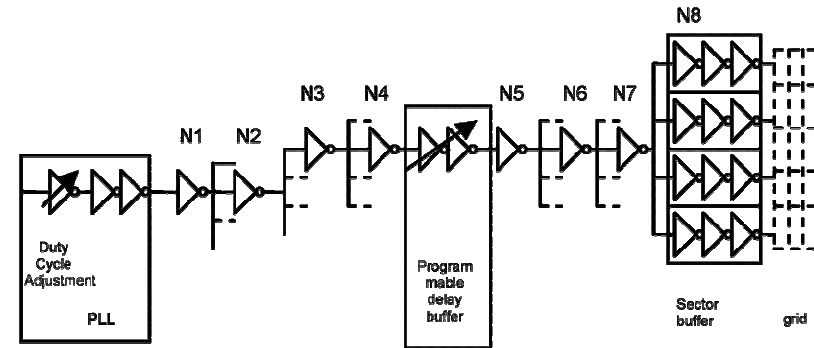 N8
N3
N4
N5
N6
N7
N1
N2
Duty
Cycle
Adjustment
PLL
Program
mable
delay
buffer
Sector
buffer
grid